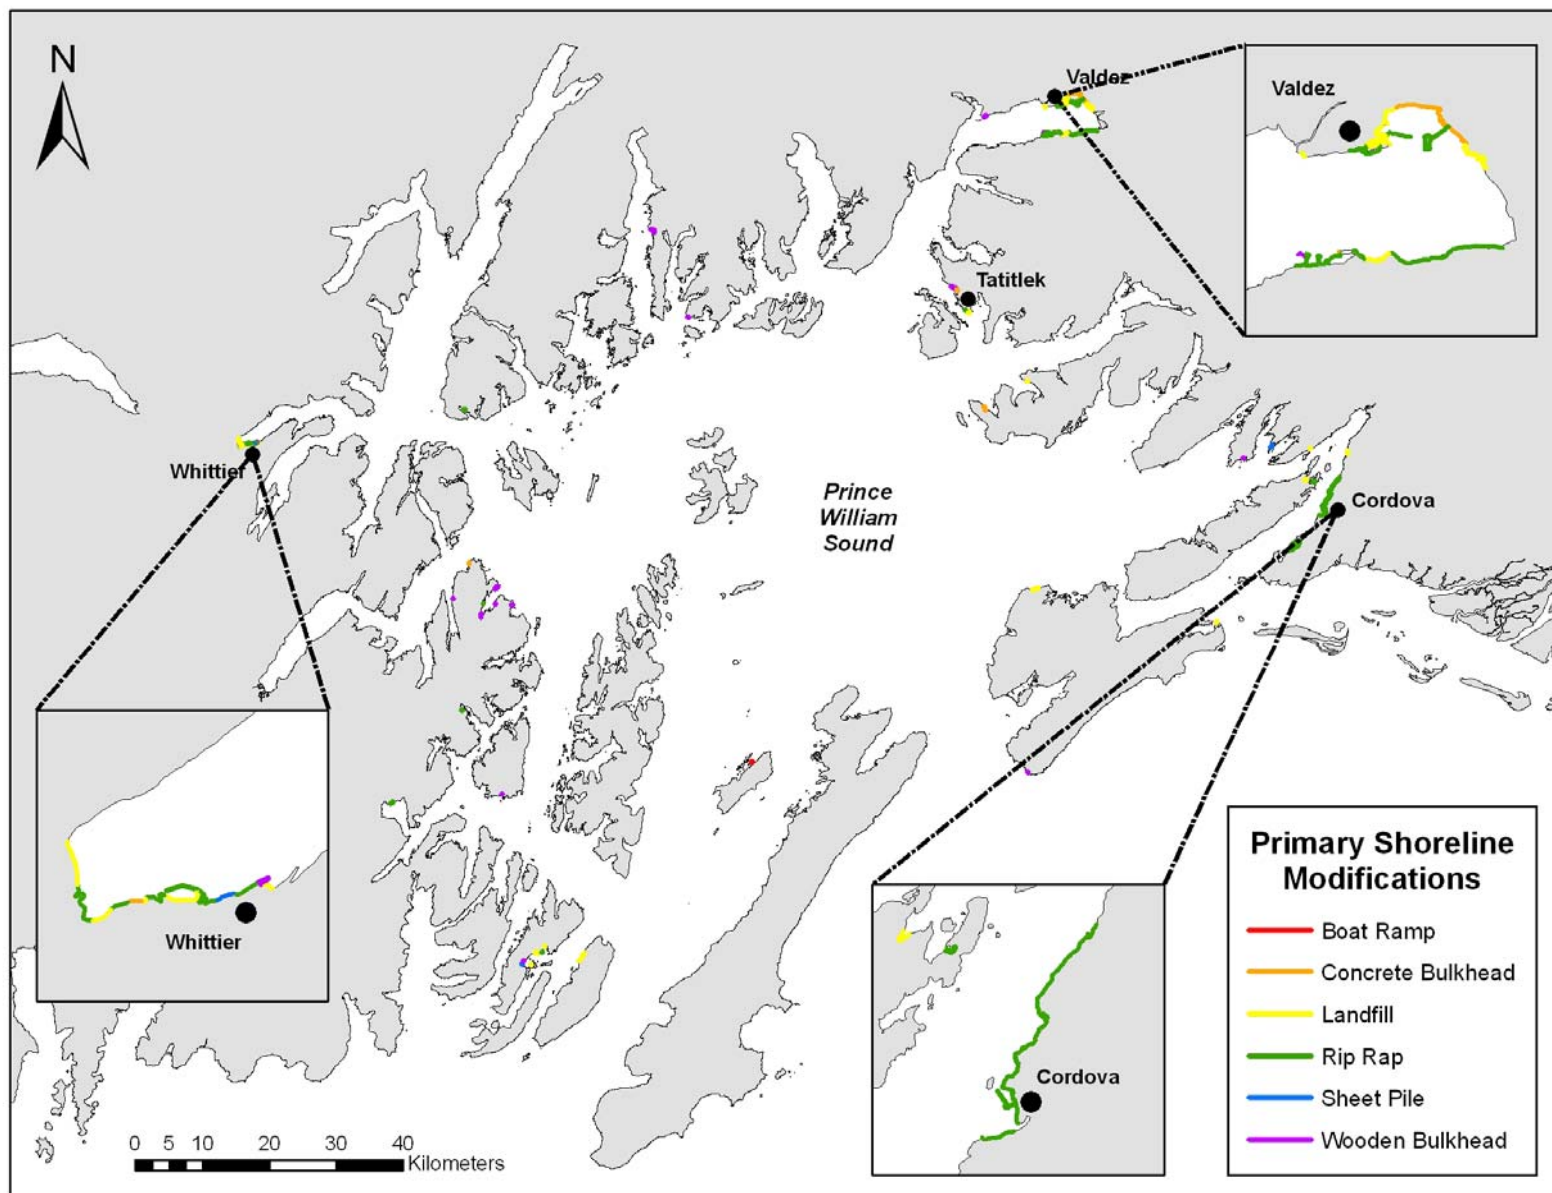 N
Valdez
Valdez
Tatitlek
Whittier
Prince
William
Sound
Cordova
Whittier
Cordova
Primary Shoreline
Modifications
Boat Ramp
Concrete Bulkhead
Landfill
Rip Rap
Sheet Pile
Wooden Bulkhead
0 5 10 20 30 40
Kilometers